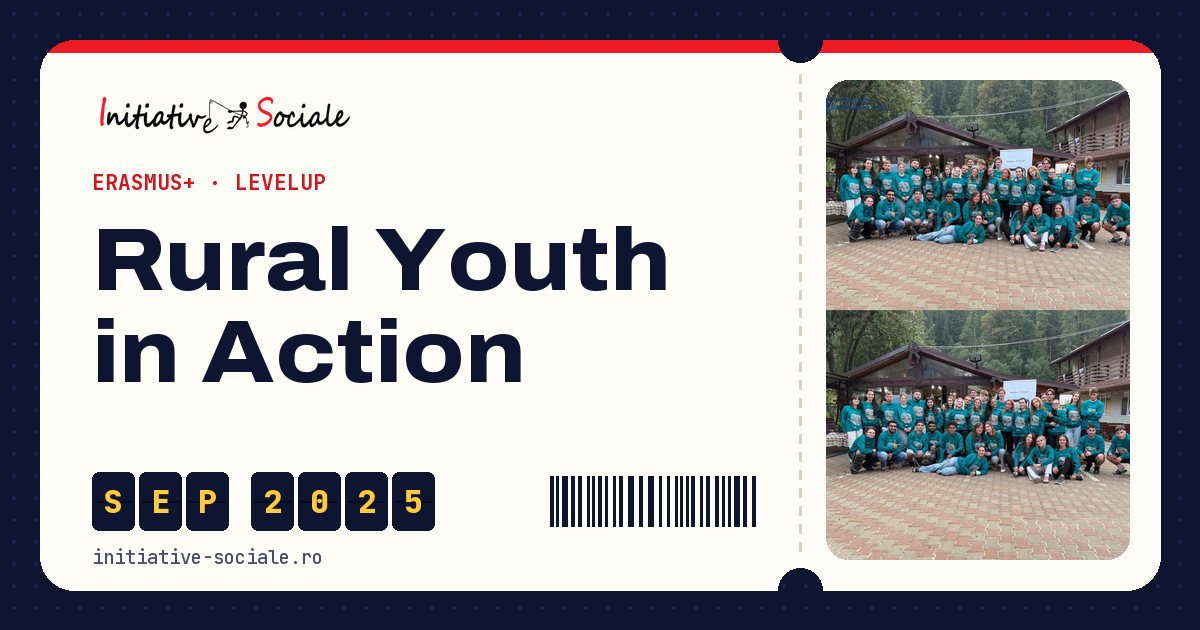 Initiative Sociale
ERASMUS+ · LEVELUP
Rural Youth
in Action
SEP 2025
initiative-sociale.ro